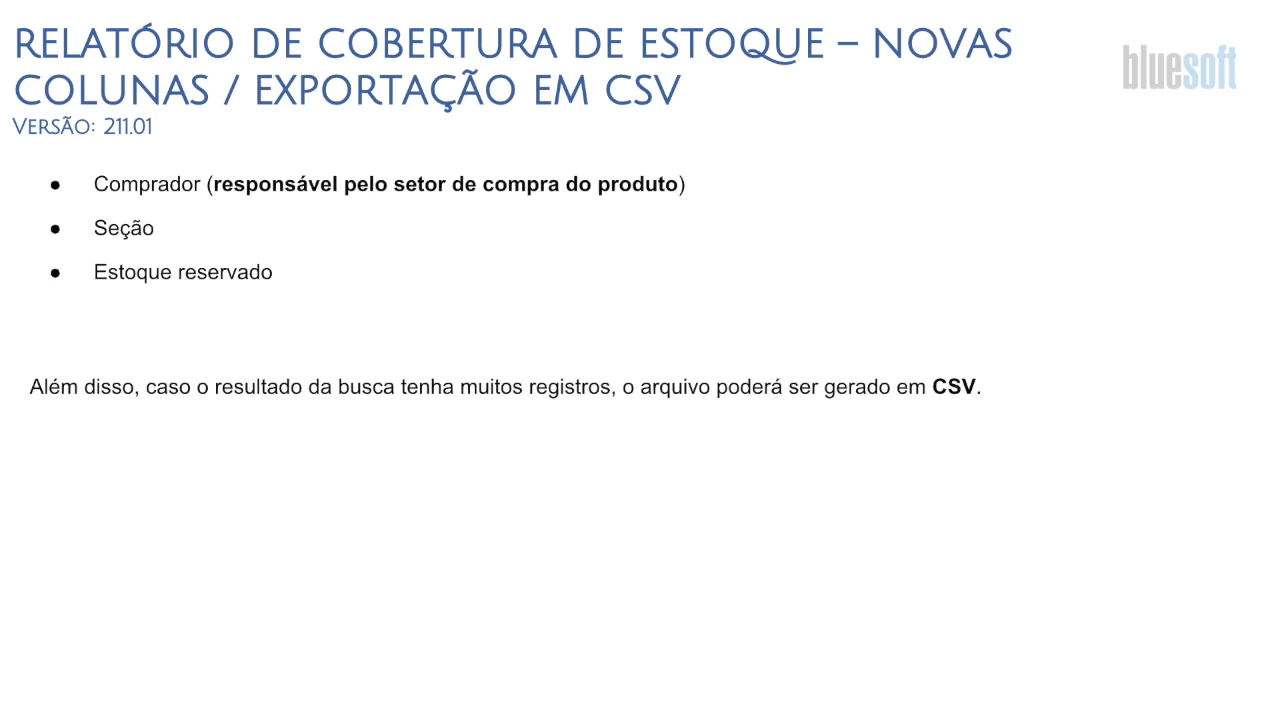 RELATÓRIO DE COBERTURA DE ESTOQUE – NOVAS
COLUNAS / EXPORTAÇÃO EM CSV
bluesoft
VERSÃO: 211.01
● Comprador (responsável pelo setor de compra do produto)
● Seção
● Estoque reservado
Além disso, caso o resultado da busca tenha muitos registros, o arquivo poderá ser gerado em CSV.